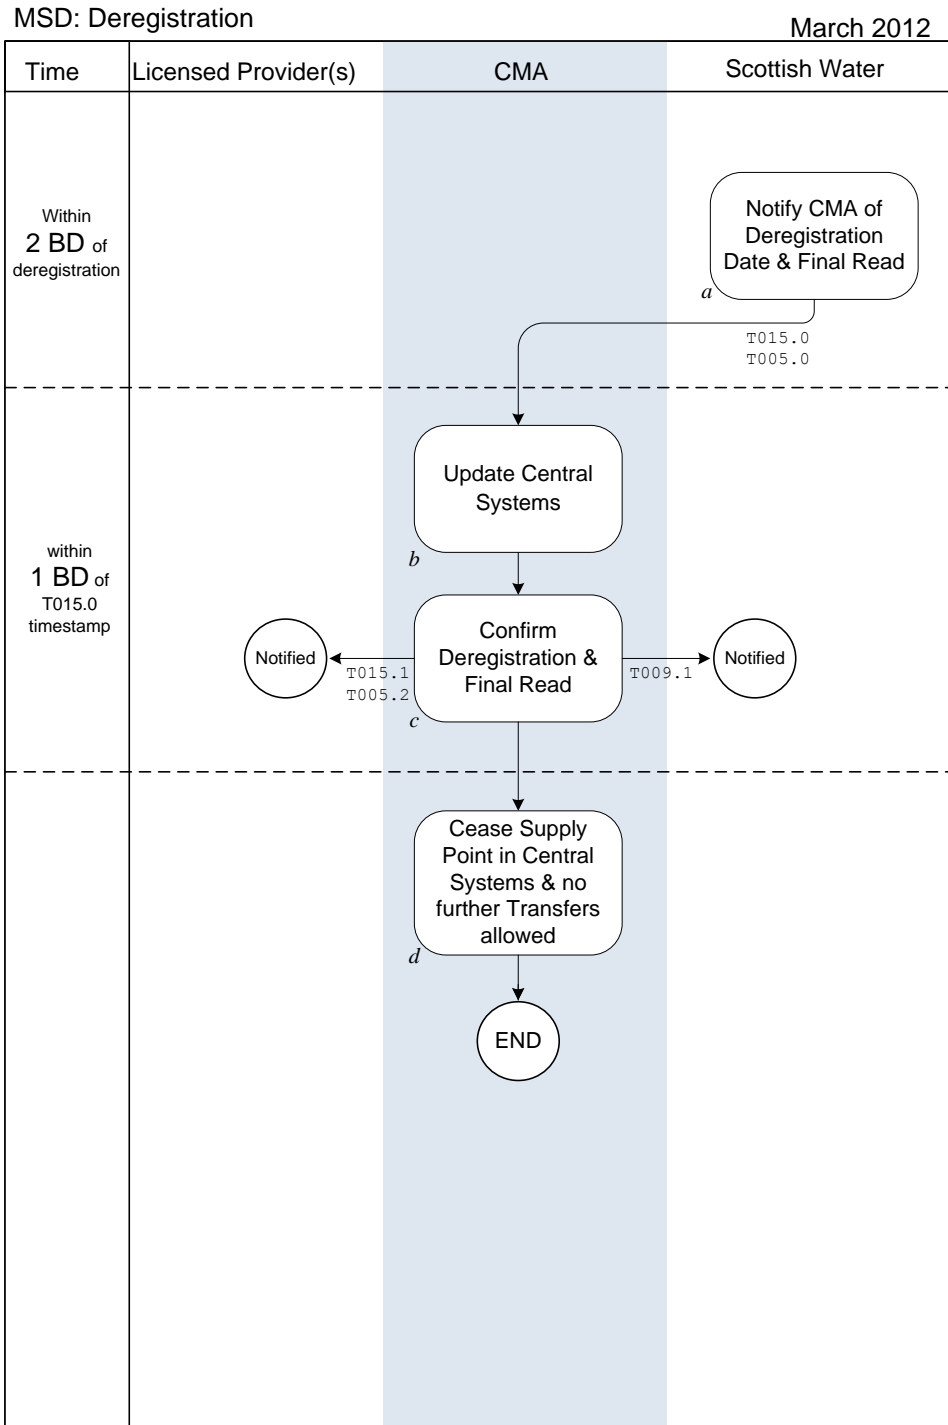 MSD: Deregistration
March 2012
Time
Licensed Provider(s)
CMA
Scottish Water
Within
2 BD of
deregistration
Notify CMA of
Deregistration
Date & Final Read
a
T015.0
T005.0
Update Central
Systems
b
within
1 BD of
T015.0
timestamp
Confirm
Deregistration &
Final Read
c
Notified
T015.1
T005.2
T009.1
Notified
Cease Supply
Point in Central
Systems & no
further Transfers
allowed
d
END